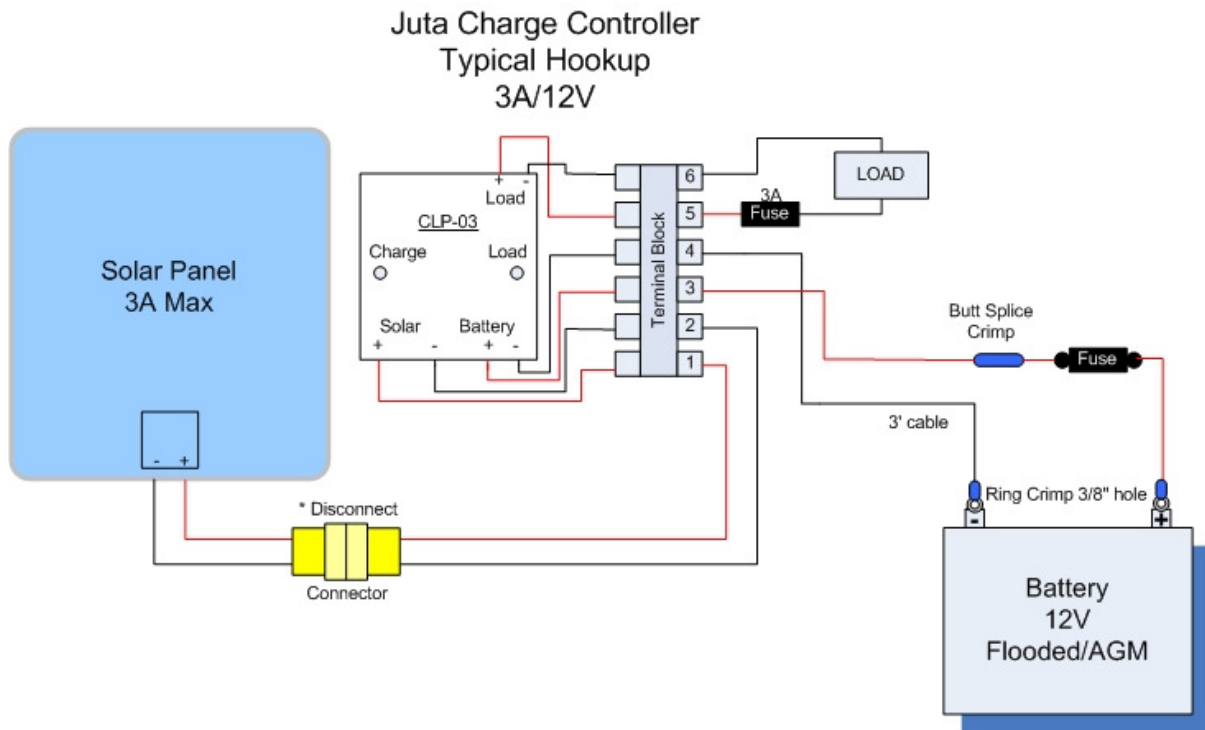 Juta Charge Controller
Typical Hookup
3A/12V
Solar Panel
3A Max
- +
+ -
Load
CLP-03
Charge
Load
Solar
Battery
+ - + -
Terminal Block
6
5
4
3
2
1
LOAD
3A
Fuse
Butt Splice
Crimp
Fuse
3' cable
Ring Crimp 3/8" hole
- +
Battery
12V
Flooded/AGM
* Disconnect
Connector